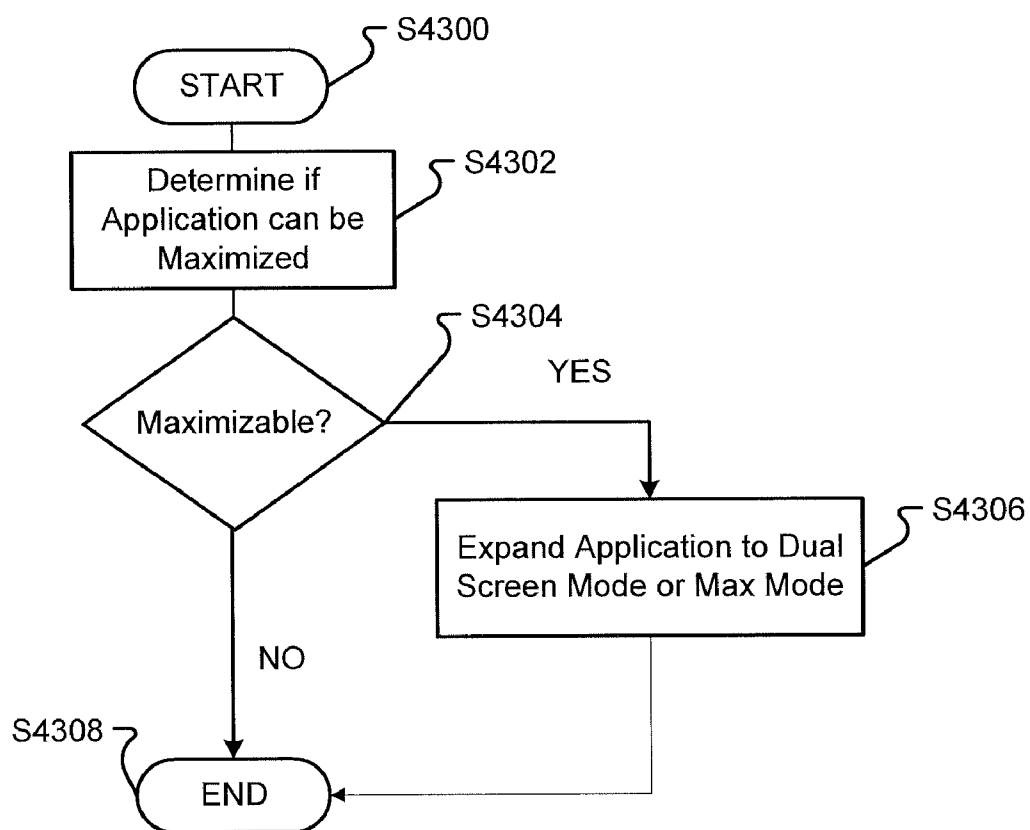 S4300
START
S4302
Determine if
Application can be
Maximized
S4304
YES
Maximizable?
S4306
Expand Application to Dual
Screen Mode or Max Mode
NO
S4308
END